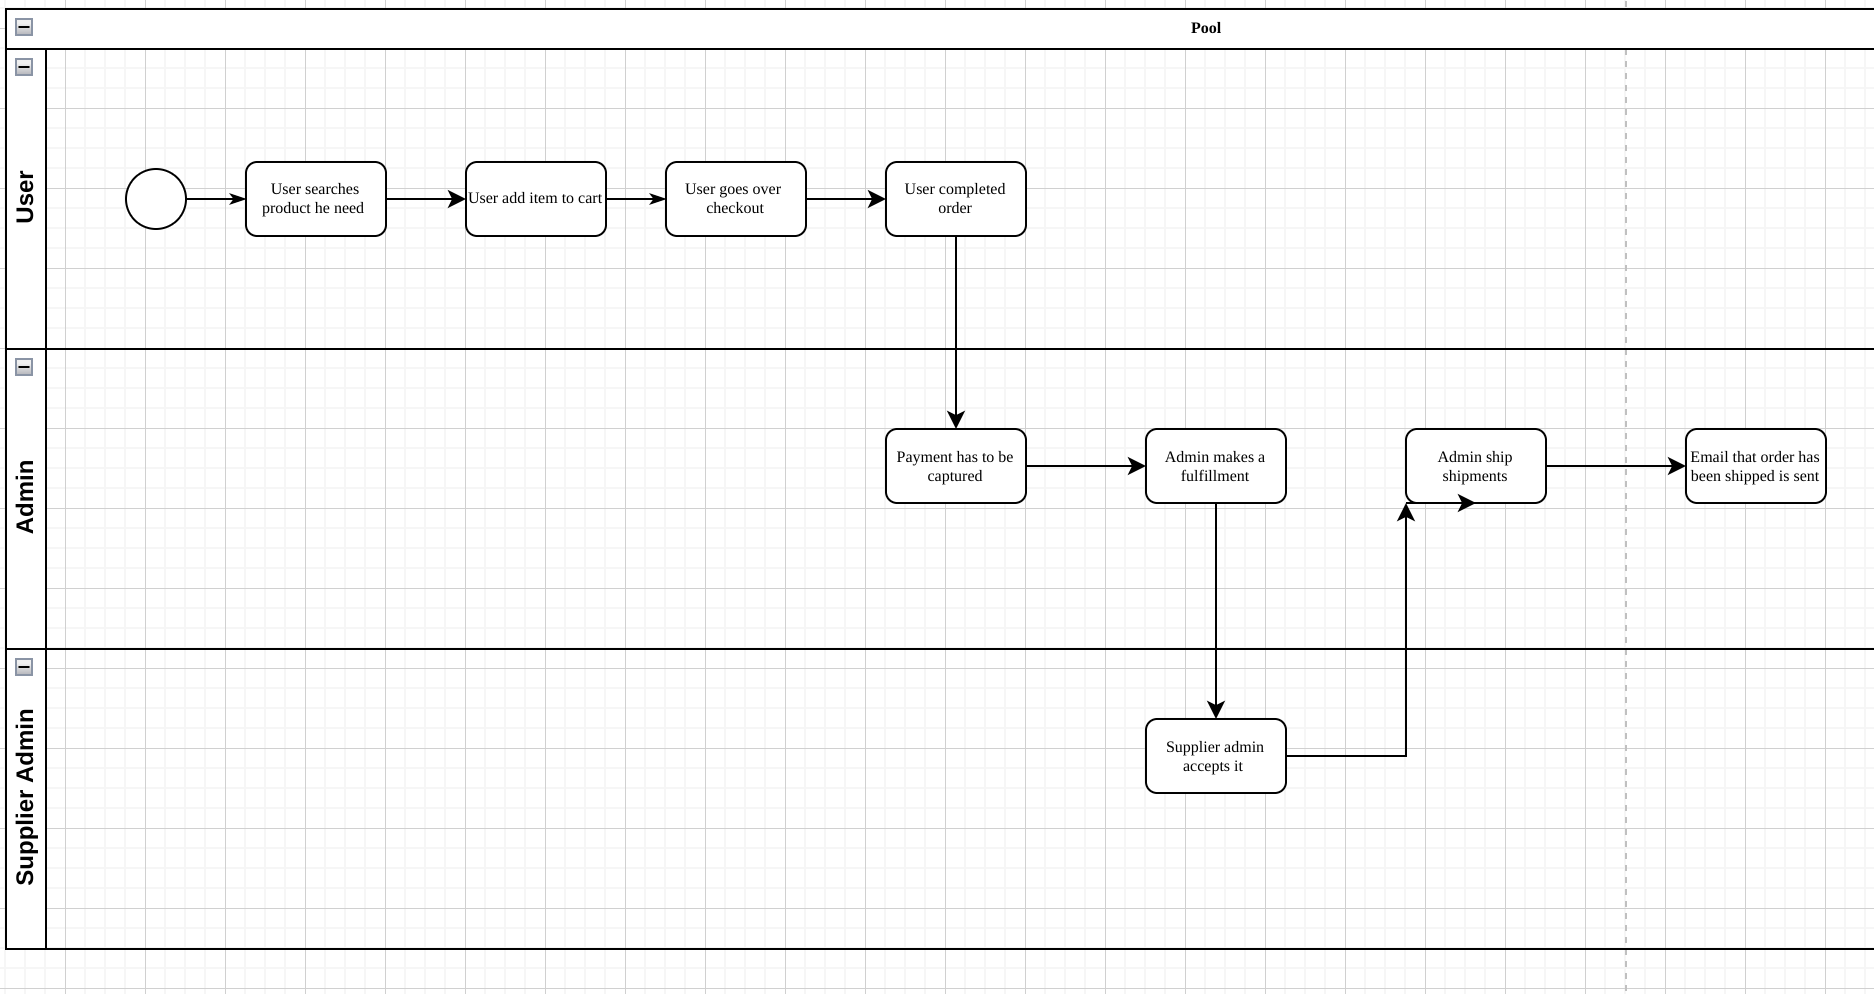 Pool
User
User searches
product he need
User add item to cart
User goes over
checkout
User completed
order
Admin
Payment has to be
captured
Admin makes a
fulfillment
Admin ship
shipments
Email that order has
been shipped is sent
Supplier Admin
Supplier admin
accepts it